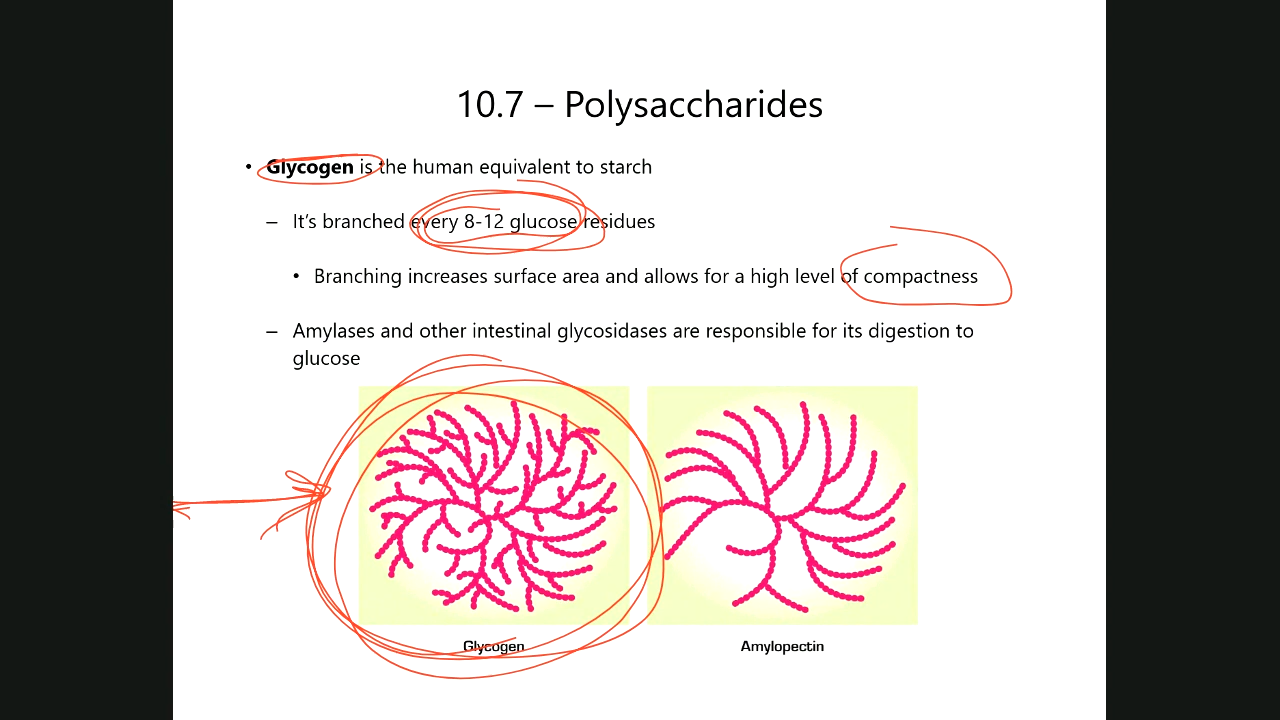 10.7 – Polysaccharides
• Glycogen is the human equivalent to starch
– It's branched every 8-12 glucose residues
• Branching increases surface area and allows for a high level of compactness
– Amylases and other intestinal glycosidases are responsible for its digestion to
glucose
Glycogen Amylopectin